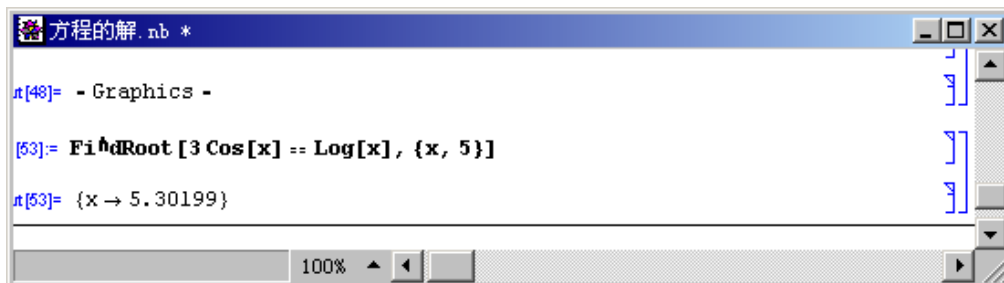 方程的解.nb *
ut[48]= - Graphics -
[53]:= FindRoot[3 Cos[x] == Log[x], {x, 5}]
ut[53]= {x → 5.30199}
100%